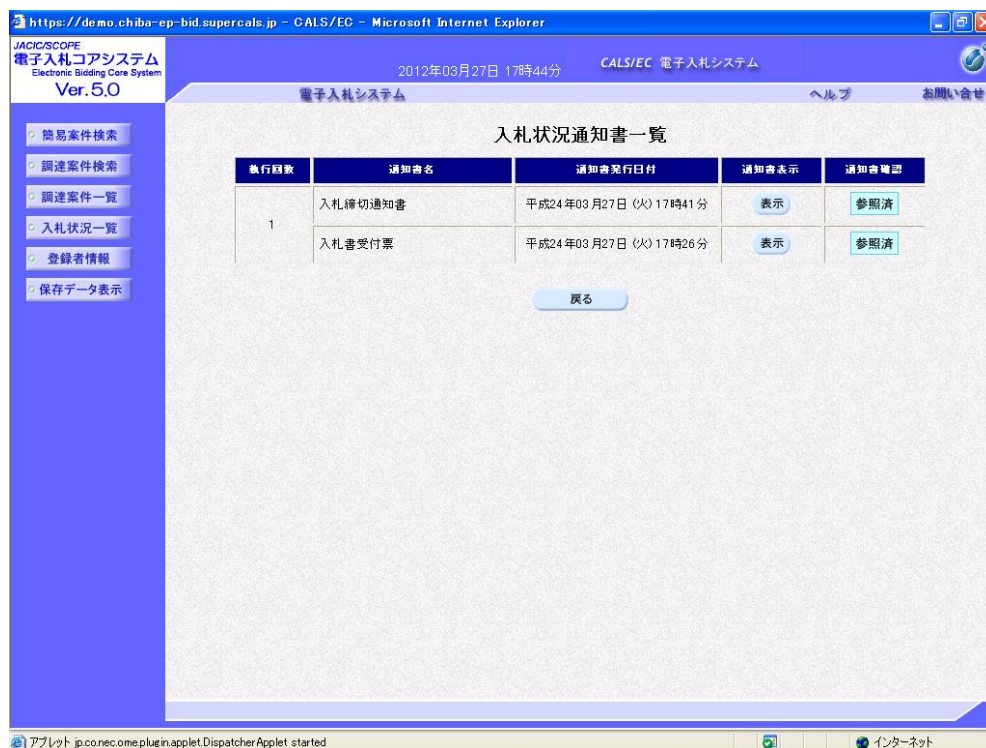 https://demo.chiba-ep-bid.supercals.jp - CALS/EC - Microsoft Internet Explorer
JACIC/SCOPE
電子入札コアシステム
Electronic Bidding Core System
Ver.5.0
2012年03月27日 17時44分
CALS/EC 電子入札システム
電子入札システム
ヘルプ
お問い合せ
簡易案件検索
調達案件検索
調達案件一覧
入札状況一覧
登録者情報
保存データ表示
入札状況通知書一覧
執行回数 通知書名 通知書発行日付 通知書表示 通知書確認
1
入札締切通知書 平成24年03月27日 (火) 17時41分 表示 参照済
入札書受付票 平成24年03月27日 (火) 17時26分 表示 参照済
戻る
アプレット jp.co.nec.ome.plugin.applet.DispatcherApplet started
インターネット